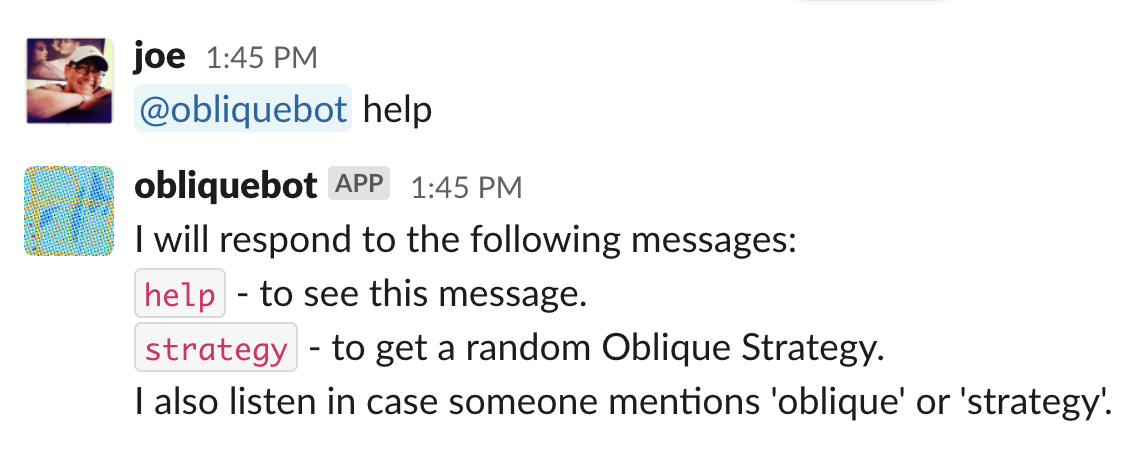 joe 1:45 PM
@obliquebot help
obliquebot APP 1:45 PM
I will respond to the following messages:
help - to see this message.
strategy - to get a random Oblique Strategy.
I also listen in case someone mentions 'oblique' or 'strategy'.